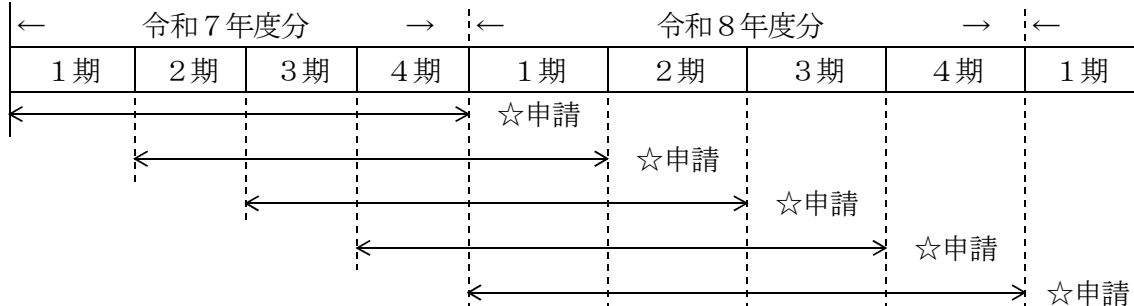 ← 令和７年度分 → ← 令和８年度分 → ←
１期 ２期 ３期 ４期 １期 ２期 ３期 ４期 １期
☆申請
☆申請
☆申請
☆申請
☆申請